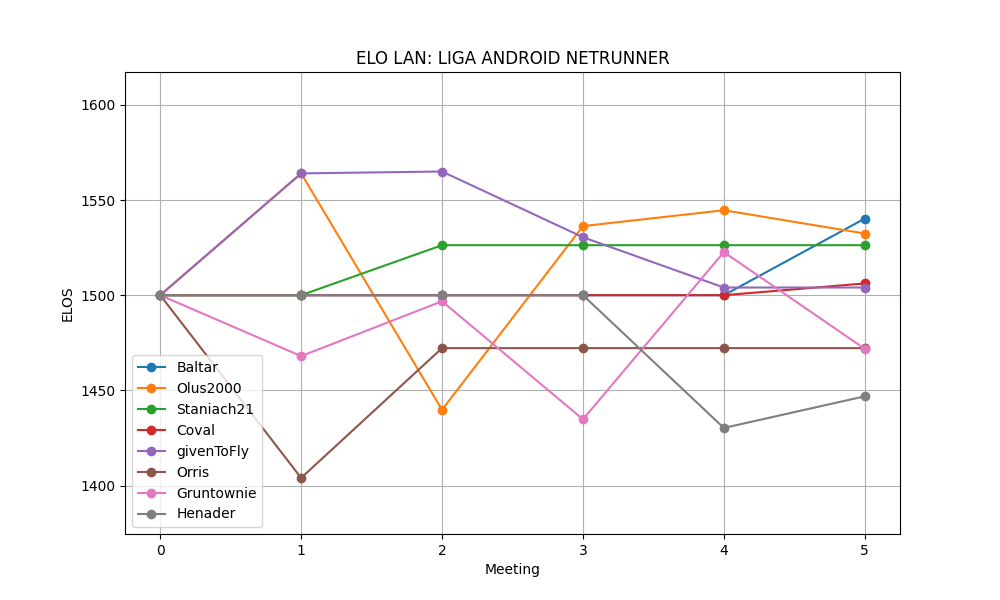 ELO LAN: LIGA ANDROID NETRUNNER
1600
1550
1500
1450
1400
ELOS
Baltar
Olus2000
Staniach21
Coval
givenToFly
Orris
Gruntownie
Henader
0 1 2 3 4 5
Meeting